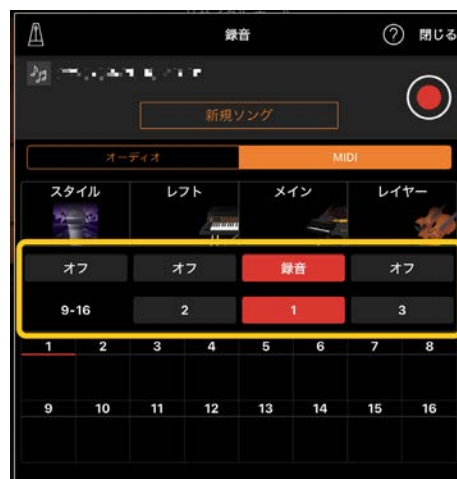 録音 ? 閉じる
新規ソング
オーディオ MIDI
スタイル レフト メイン レイヤー
オフ オフ 録音 オフ
9-16 2 1 3
1 2 3 4 5 6 7 8
9 10 11 12 13 14 15 16